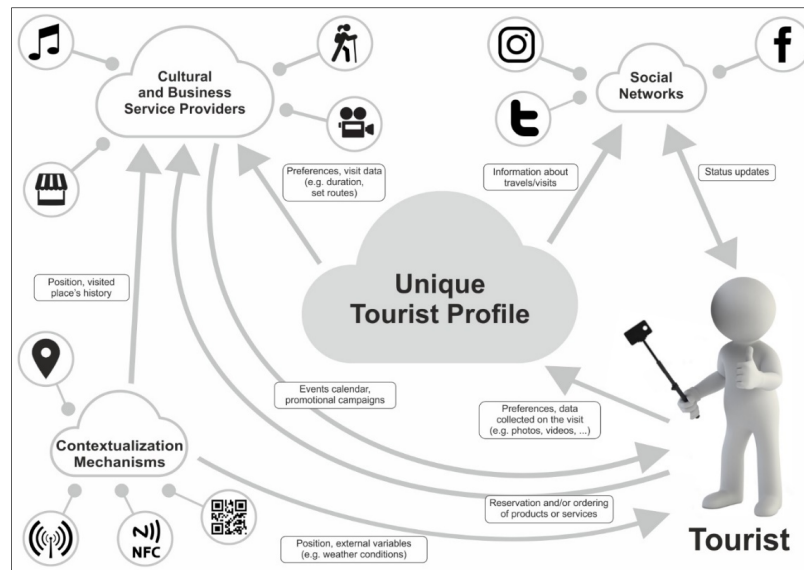 Cultural
and Business
Service Providers
Social
Networks
Preferences, visit data
(e.g. duration,
set routes)
Information about
travels/visits
Status updates
Position, visited
place's history
Unique
Tourist Profile
Events calendar,
promotional campaigns
Preferences, data
collected on the visit
(e.g. photos, videos, ...)
Contextualization
Mechanisms
NFC
Reservation and/or ordering
of products or services
Position, external variables
(e.g. weather conditions)
Tourist